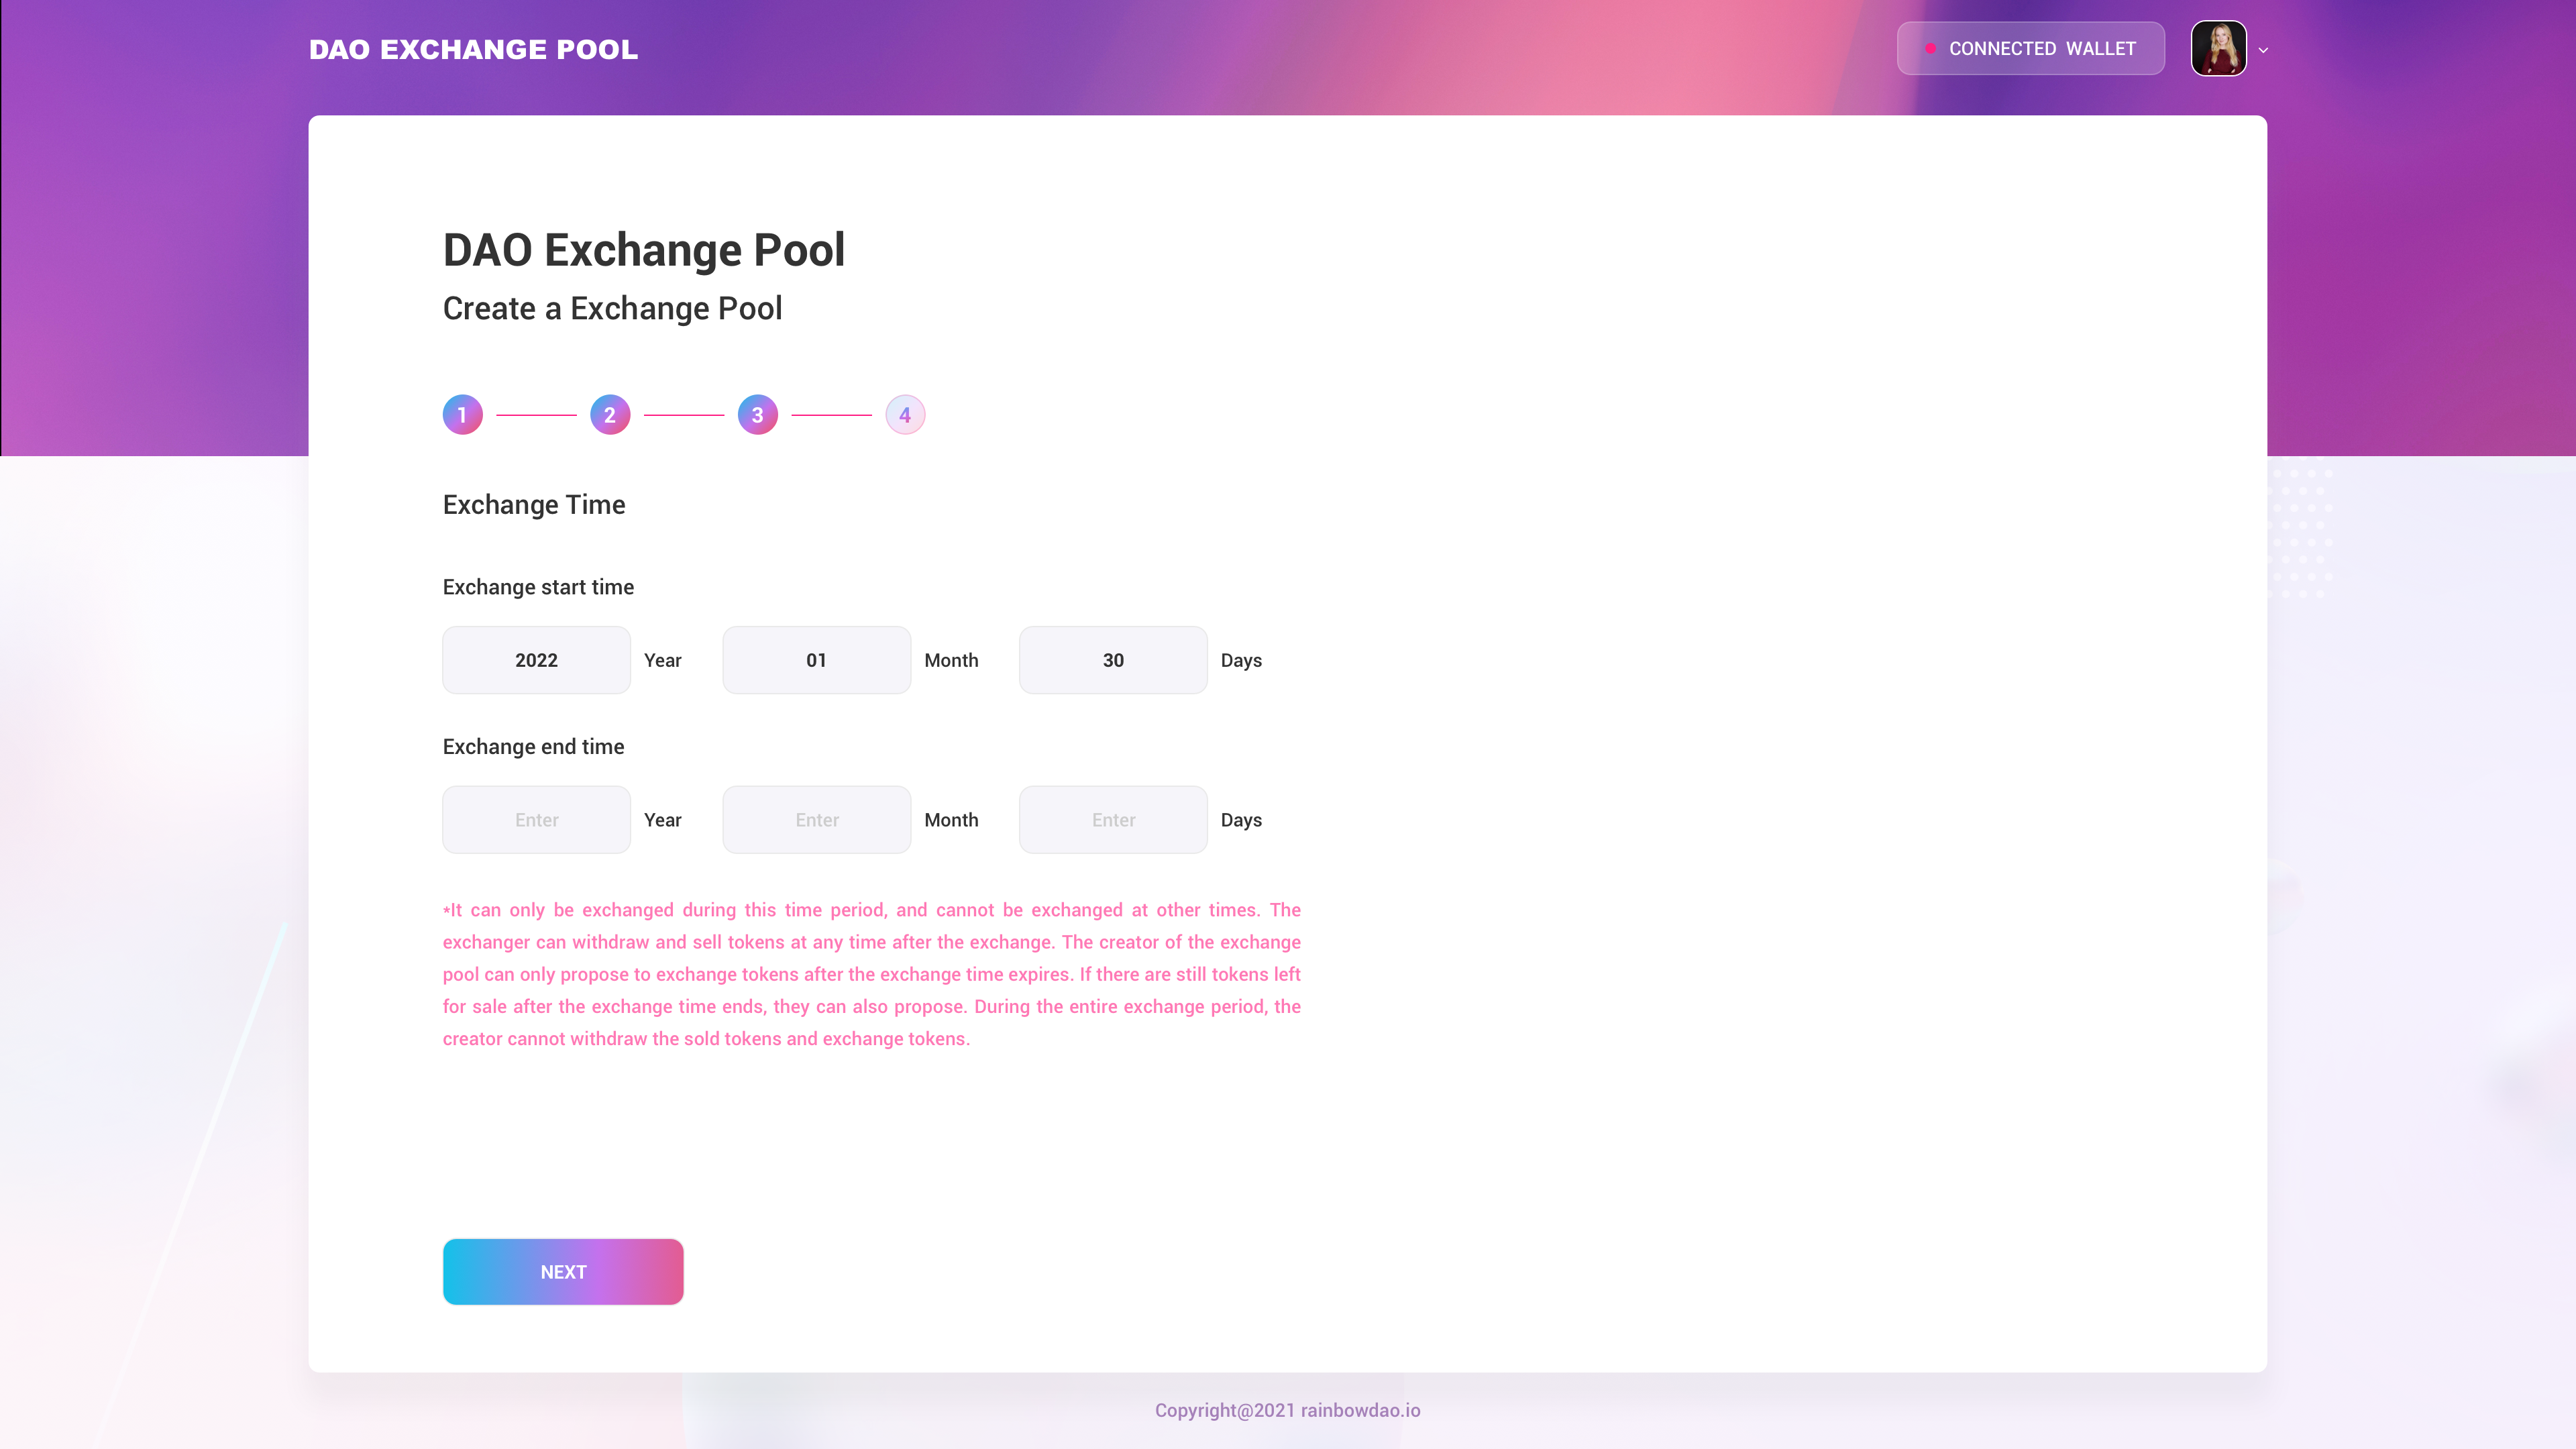 DAO EXCHANGE POOL
CONNECTED WALLET
DAO Exchange Pool
Create a Exchange Pool
1 2 3 4
Exchange Time
Exchange start time
2022 Year 01 Month 30 Days
Exchange end time
Enter Year Enter Month Enter Days
*It can only be exchanged during this time period, and cannot be exchanged at other times. The
exchanger can withdraw and sell tokens at any time after the exchange. The creator of the exchange
pool can only propose to exchange tokens after the exchange time expires. If there are still tokens left
for sale after the exchange time ends, they can also propose. During the entire exchange period, the
creator cannot withdraw the sold tokens and exchange tokens.
NEXT
Copyright@2021 rainbowdao.io